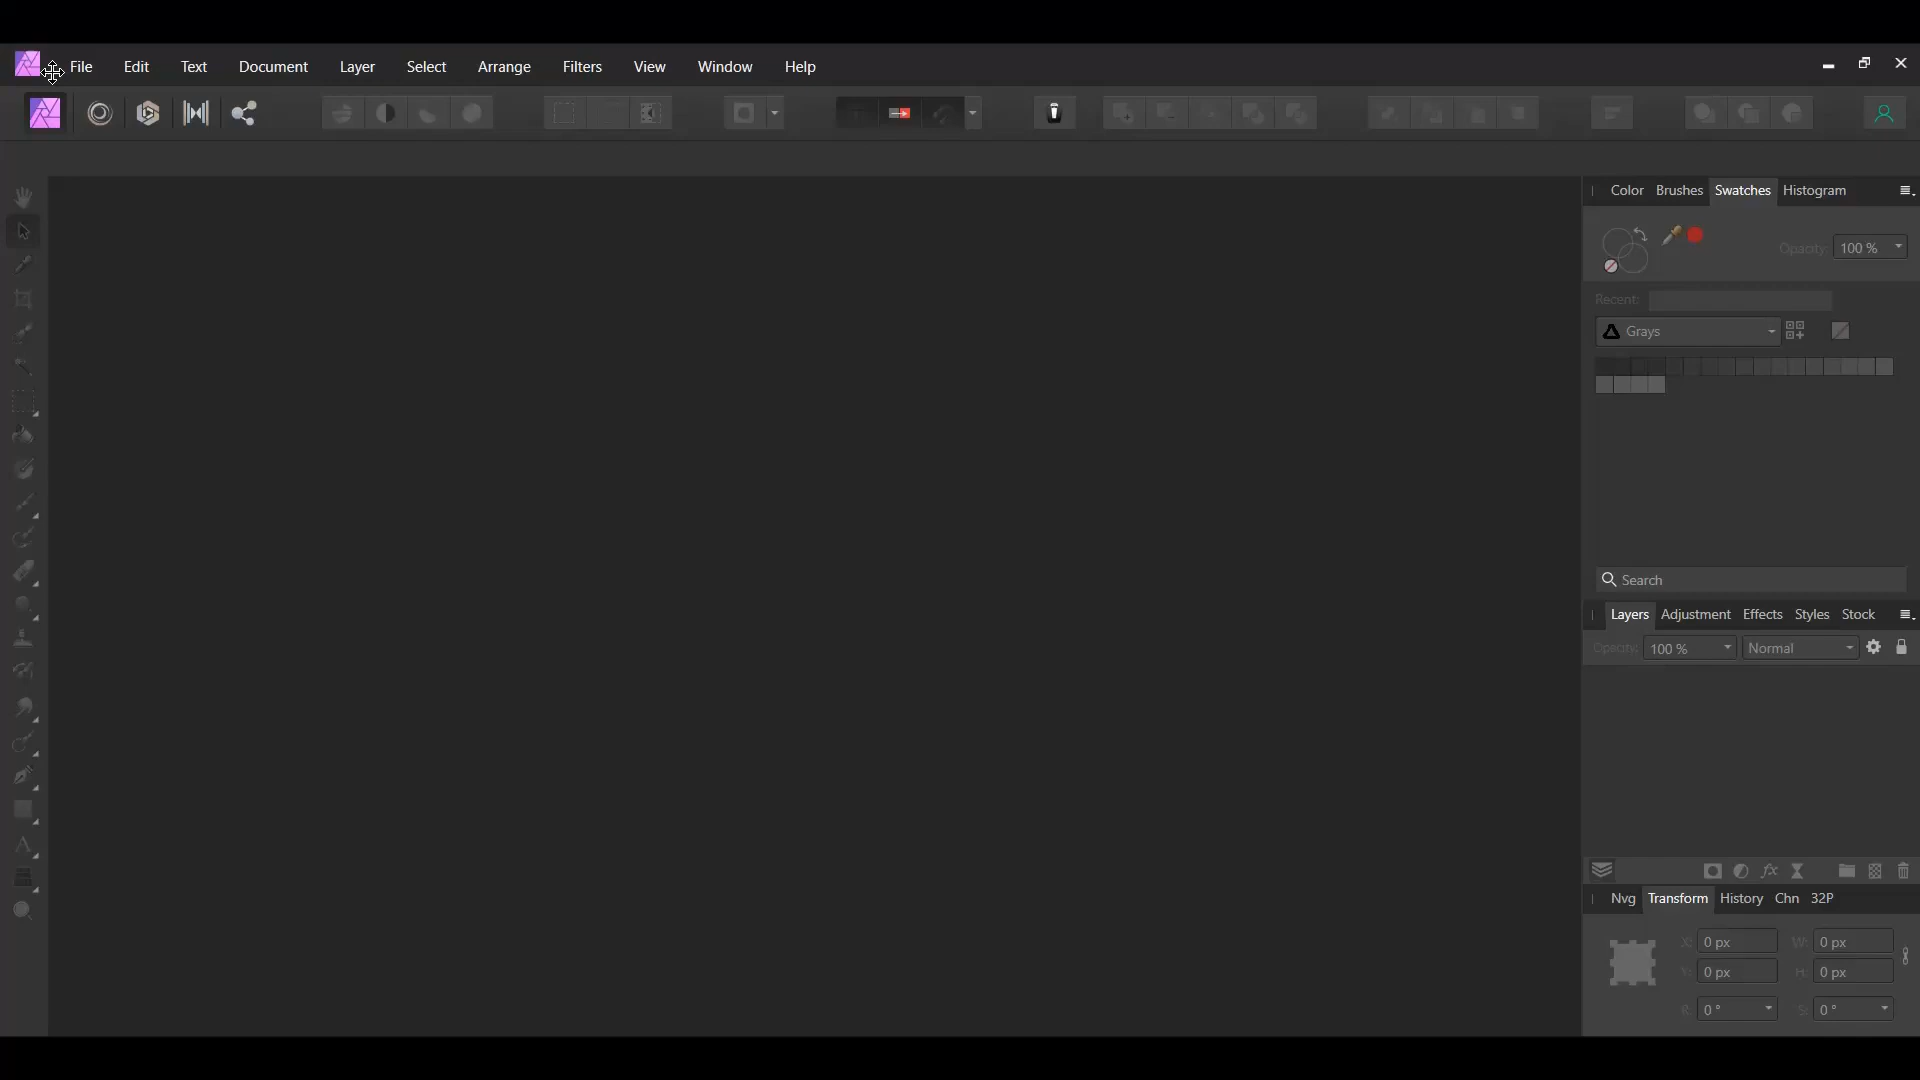 File Edit Text Document Layer Select Arrange Filters View Window Help
Color Brushes Swatches Histogram
Opacity: 100 %
Recent:
Grays
Search
Layers Adjustment Effects Styles Stock
Opacity: 100 % Normal
Nvg Transform History Chn 32P
X: 0 px W: 0 px
Y: 0 px H: 0 px
R: 0 ° S: 0 °